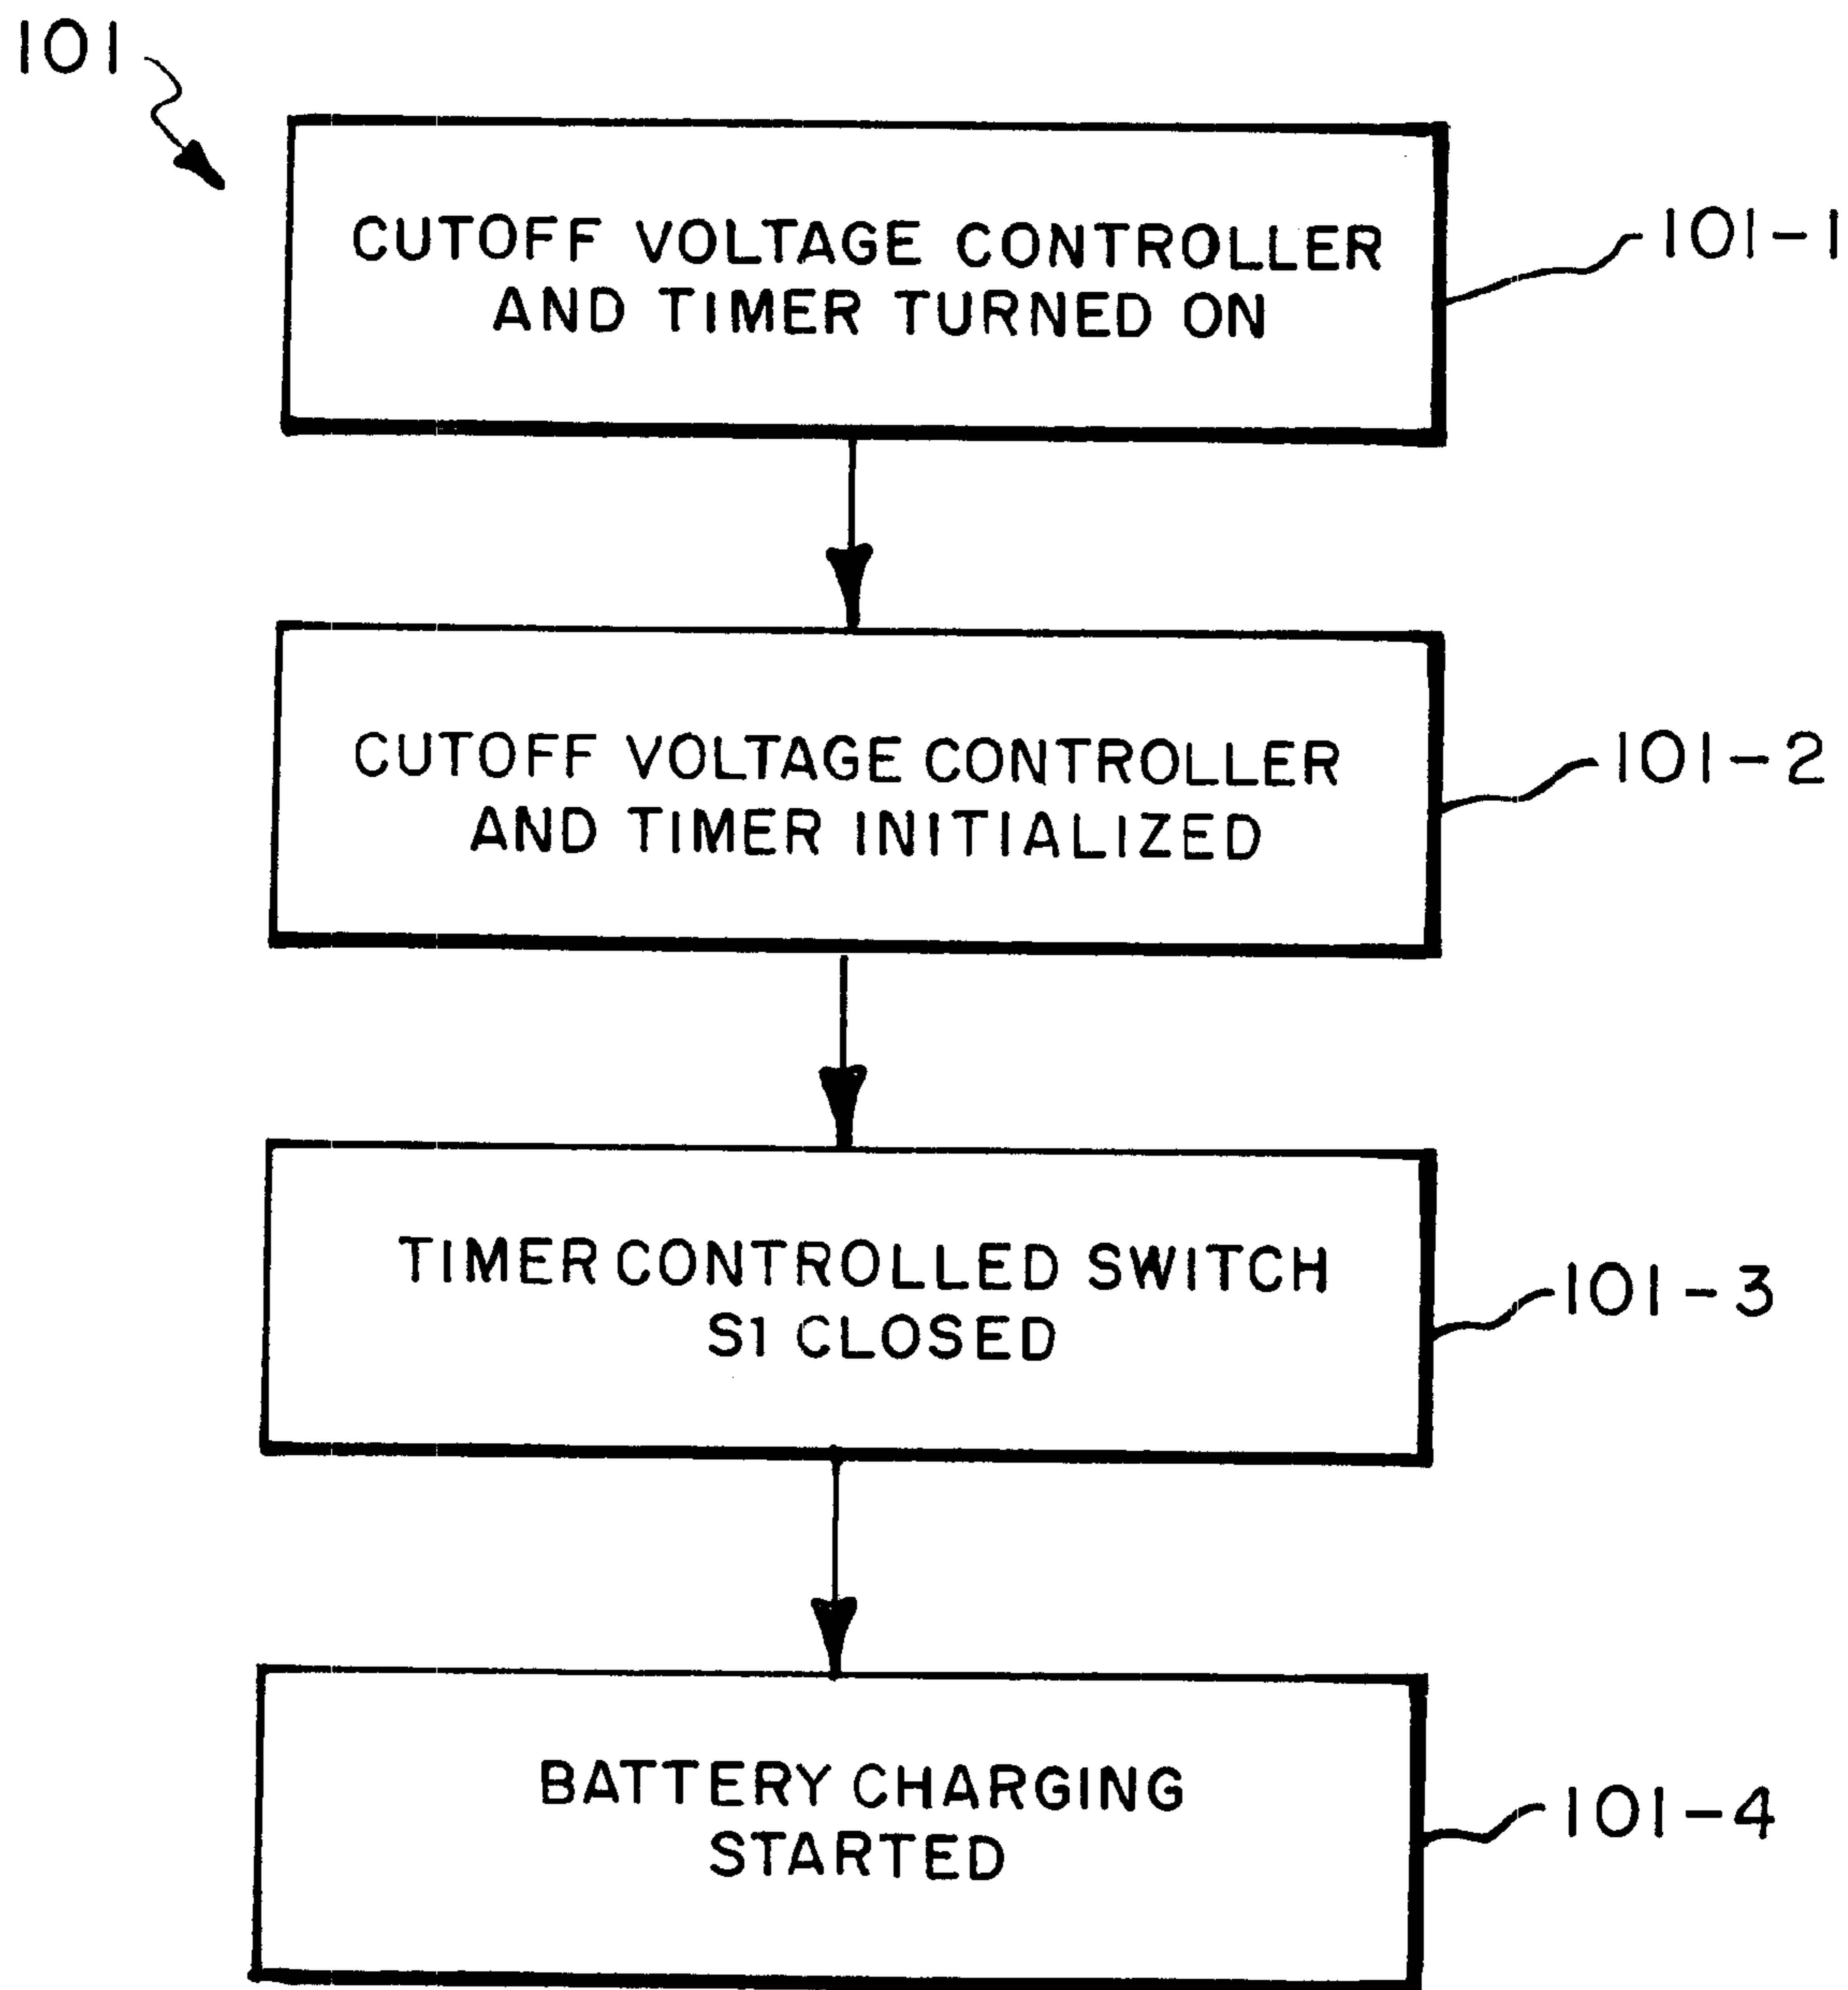 101
CUTOFF VOLTAGE CONTROLLER
AND TIMER TURNED ON
101-1
CUTOFF VOLTAGE CONTROLLER
AND TIMER INITIALIZED
101-2
TIMER CONTROLLED SWITCH
S1 CLOSED
101-3
BATTERY CHARGING
STARTED
101-4